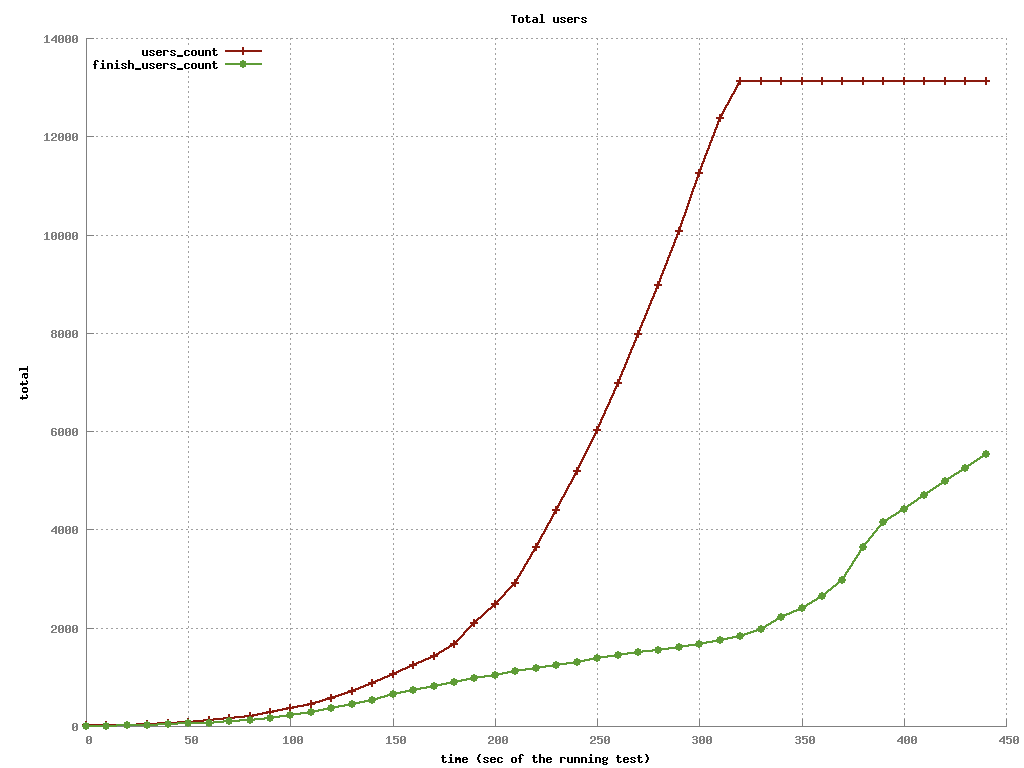 Total users
14000
users_count
finish_users_count
12000
10000
8000
total
6000
4000
2000
0
0 50 100 150 200 250 300 350 400 450
time (sec of the running test)